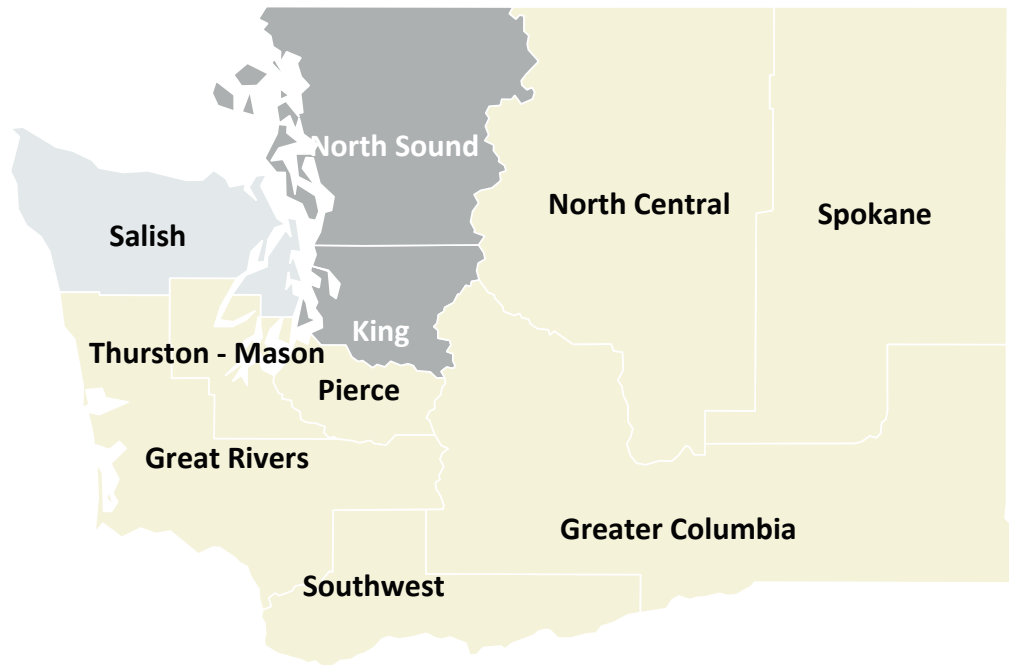 North Sound
North Central
Spokane
Salish
King
Thurston - Mason
Pierce
Great Rivers
Greater Columbia
Southwest